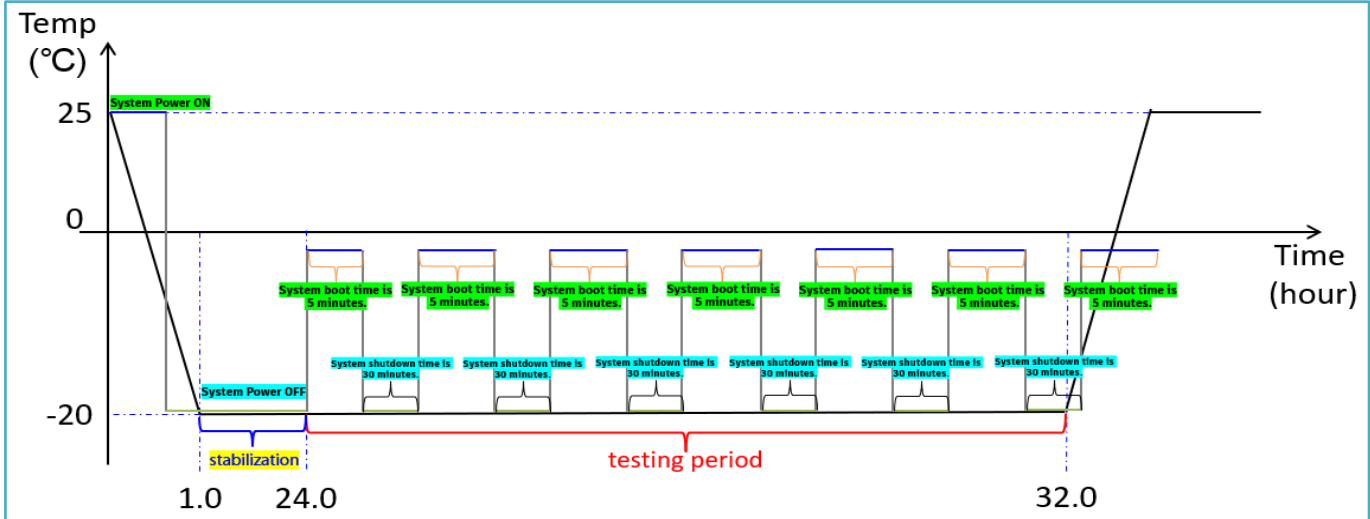 Temp
(°C)
System Power ON
25
0
Time
(hour)
System boot time is
5 minutes.
System boot time is
5 minutes.
System boot time is
5 minutes.
System boot time is
5 minutes.
System boot time is
5 minutes.
System boot time is
5 minutes.
System boot time is
5 minutes.
System shutdown time is
30 minutes.
System shutdown time is
30 minutes.
System shutdown time is
30 minutes.
System shutdown time is
30 minutes.
System shutdown time is
30 minutes.
System shutdown time is
30 minutes.
System Power OFF
-20
stabilization
testing period
1.0
24.0
32.0